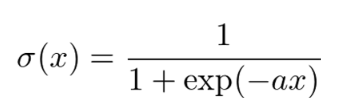 σ(x) = 1 / (1 + exp(−ax))